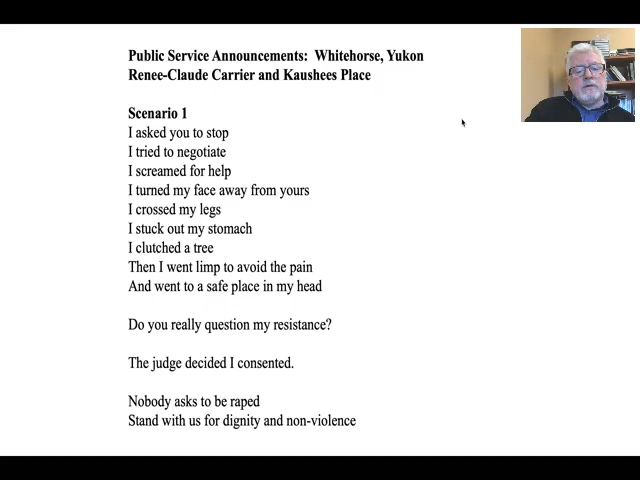 Public Service Announcements: Whitehorse, Yukon
Renee-Claude Carrier and Kaushees Place
Scenario 1
I asked you to stop
I tried to negotiate
I screamed for help
I turned my face away from yours
I crossed my legs
I stuck out my stomach
I clutched a tree
Then I went limp to avoid the pain
And went to a safe place in my head
Do you really question my resistance?
The judge decided I consented.
Nobody asks to be raped
Stand with us for dignity and non-violence